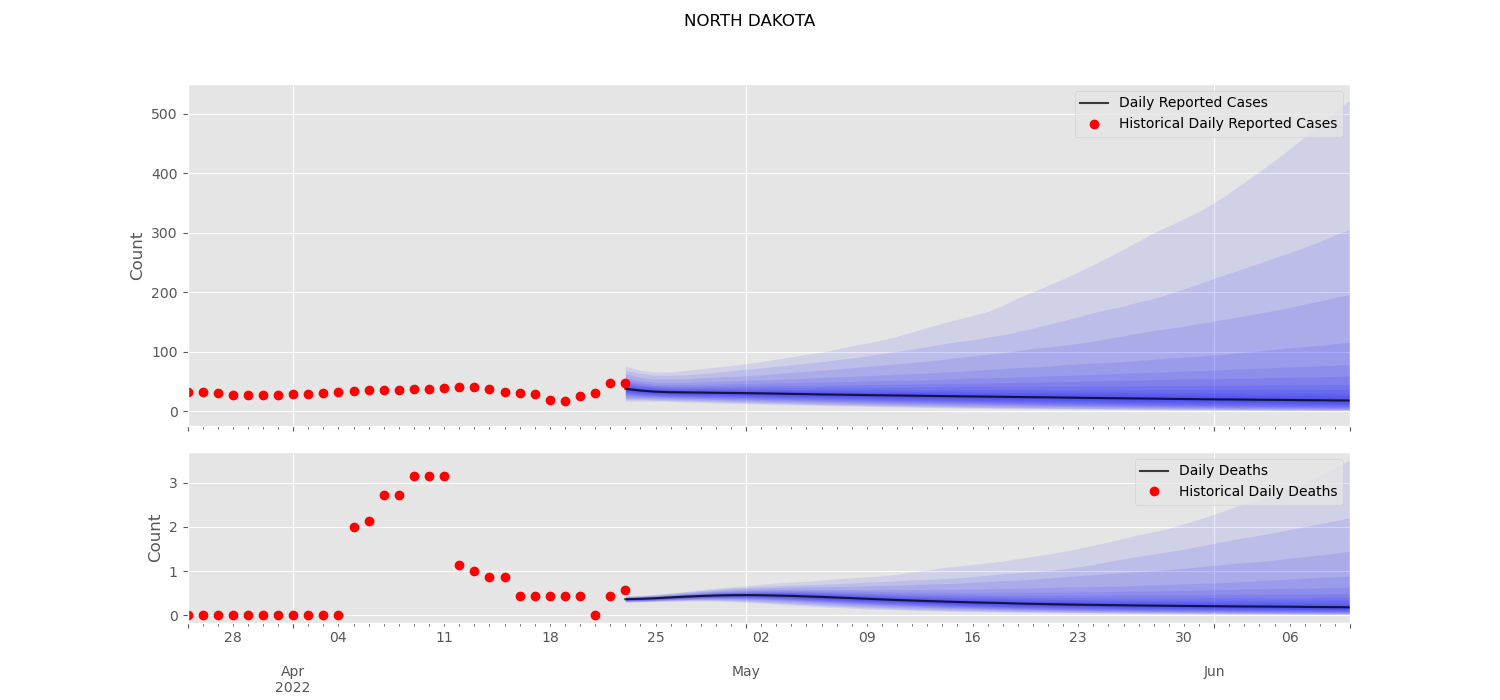 NORTH DAKOTA
Daily Reported Cases
Historical Daily Reported Cases
Count
500
400
300
200
100
0
Daily Deaths
Historical Daily Deaths
Count
3
2
1
0
28 04 11 18 25 02 09 16 23 30 06
Apr May Jun
2022